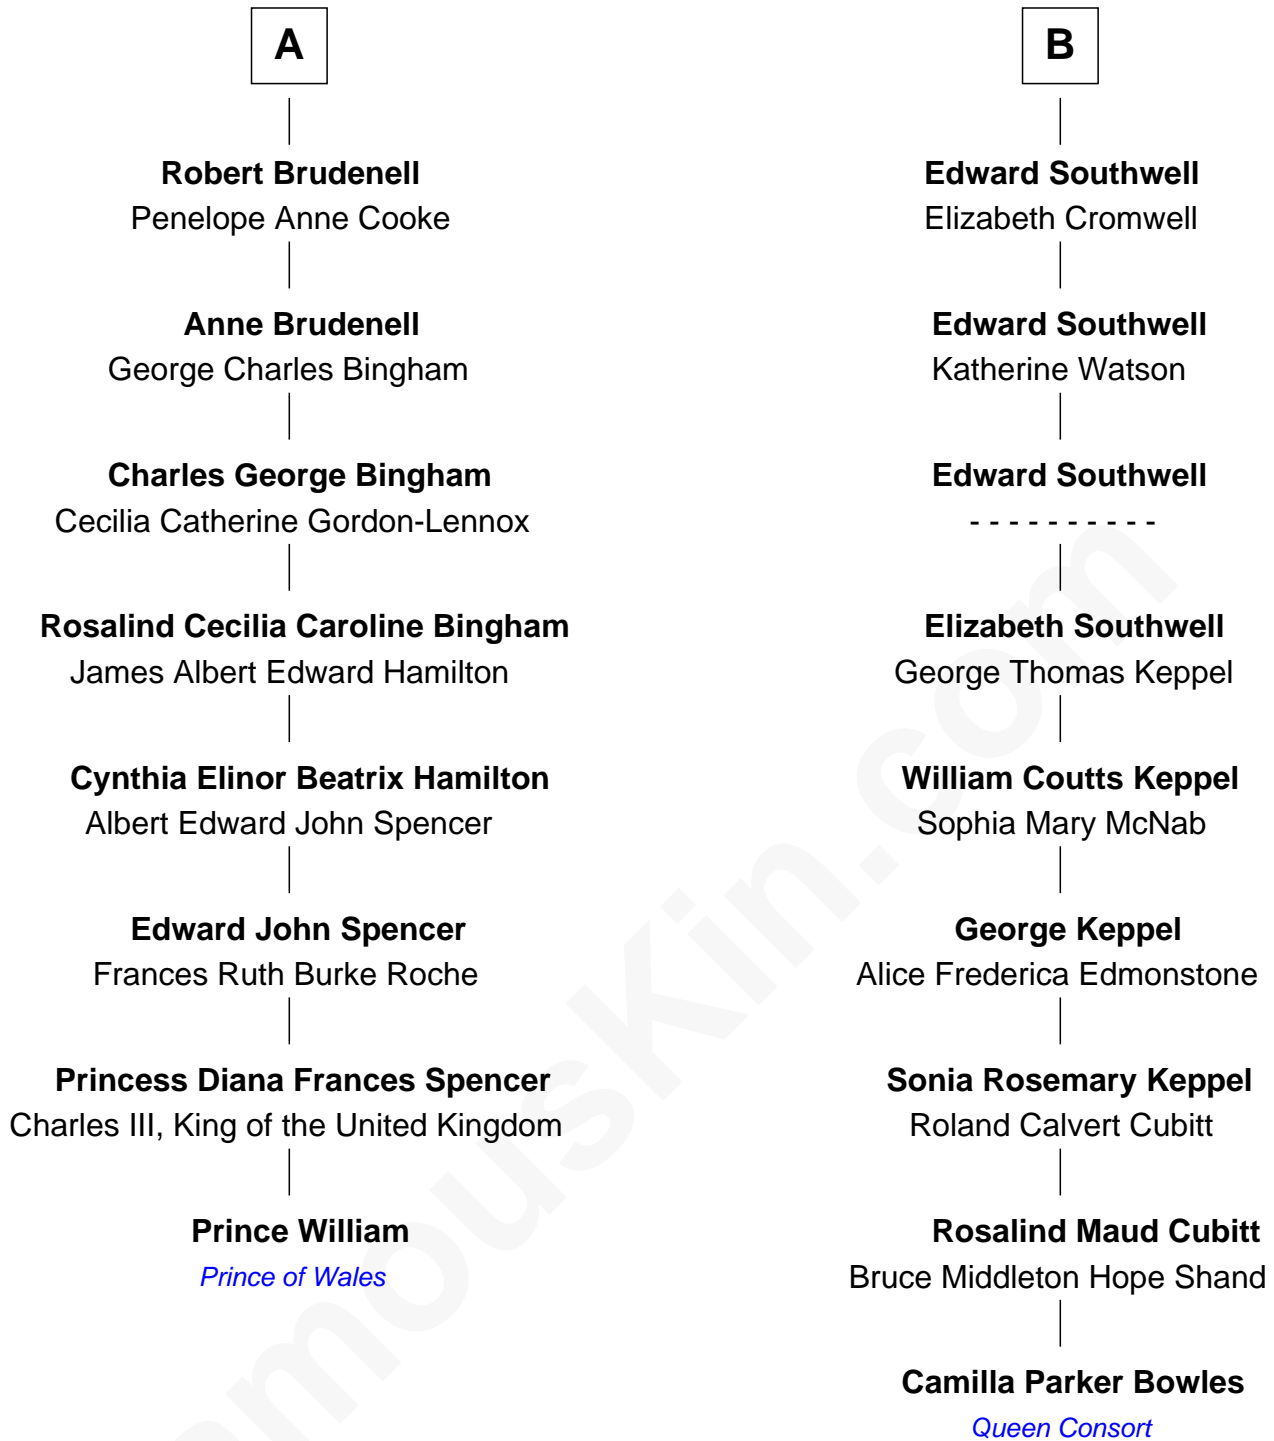 A
Robert Brudenell
Penelope Anne Cooke
Anne Brudenell
George Charles Bingham
Charles George Bingham
Cecilia Catherine Gordon-Lennox
Rosalind Cecilia Caroline Bingham
James Albert Edward Hamilton
Cynthia Elinor Beatrix Hamilton
Albert Edward John Spencer
Edward John Spencer
Frances Ruth Burke Roche
Princess Diana Frances Spencer
Charles III, King of the United Kingdom
Prince William
Prince of Wales
B
Edward Southwell
Elizabeth Cromwell
Edward Southwell
Katherine Watson
Edward Southwell
- - - - - - - - - -
Elizabeth Southwell
George Thomas Keppel
William Coutts Keppel
Sophia Mary McNab
George Keppel
Alice Frederica Edmonstone
Sonia Rosemary Keppel
Roland Calvert Cubitt
Rosalind Maud Cubitt
Bruce Middleton Hope Shand
Camilla Parker Bowles
Queen Consort
amouskin.com